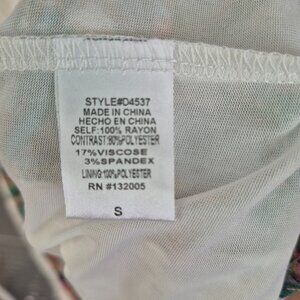 STYLE#D4537
MADE IN CHINA
HECHO EN CHINA
SELF:100% RAYON
CONTRAST:80%POLYESTER
17%VISCOSE
3%SPANDEX
LINING:100%POLYESTER
RN #132005
S